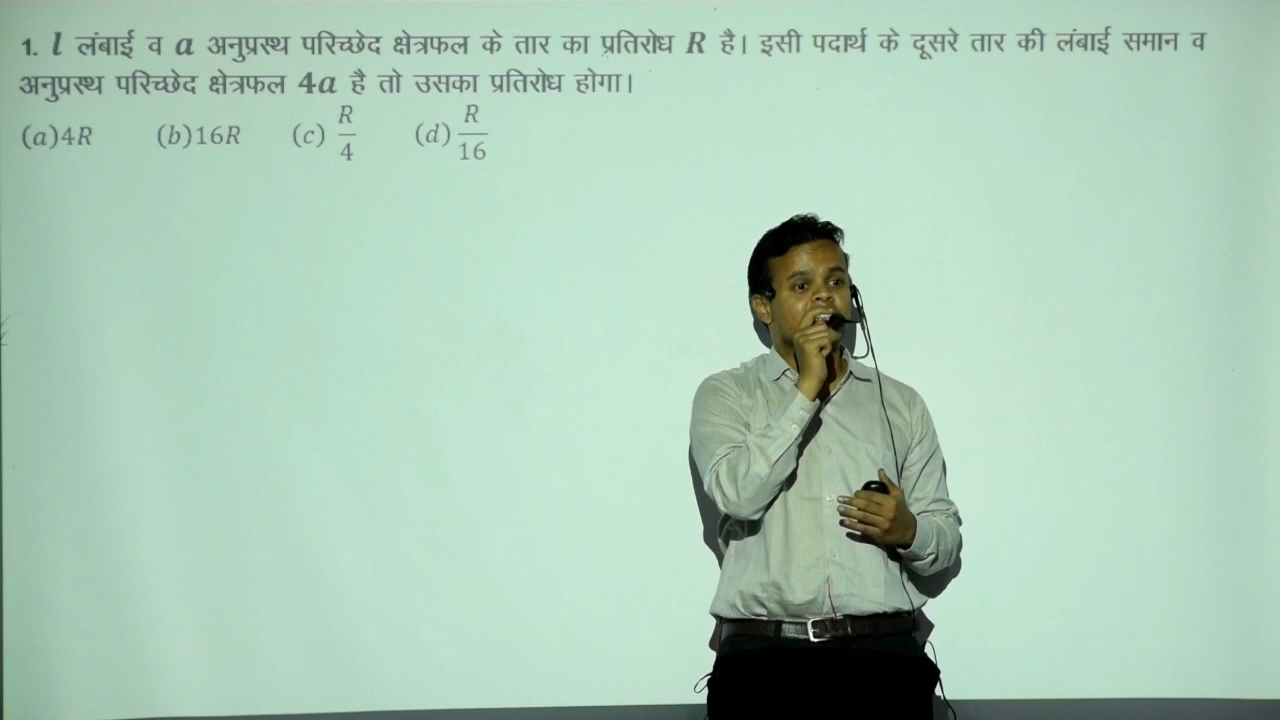 1. l लंबाई व a अनुप्रस्थ परिच्छेद क्षेत्रफल के तार का प्रतिरोध R है। इसी पदार्थ के दूसरे तार की लंबाई समान व
अनुप्रस्थ परिच्छेद क्षेत्रफल 4a है तो उसका प्रतिरोध होगा।
(a)4R (b)16R (c) R/4 (d) R/16